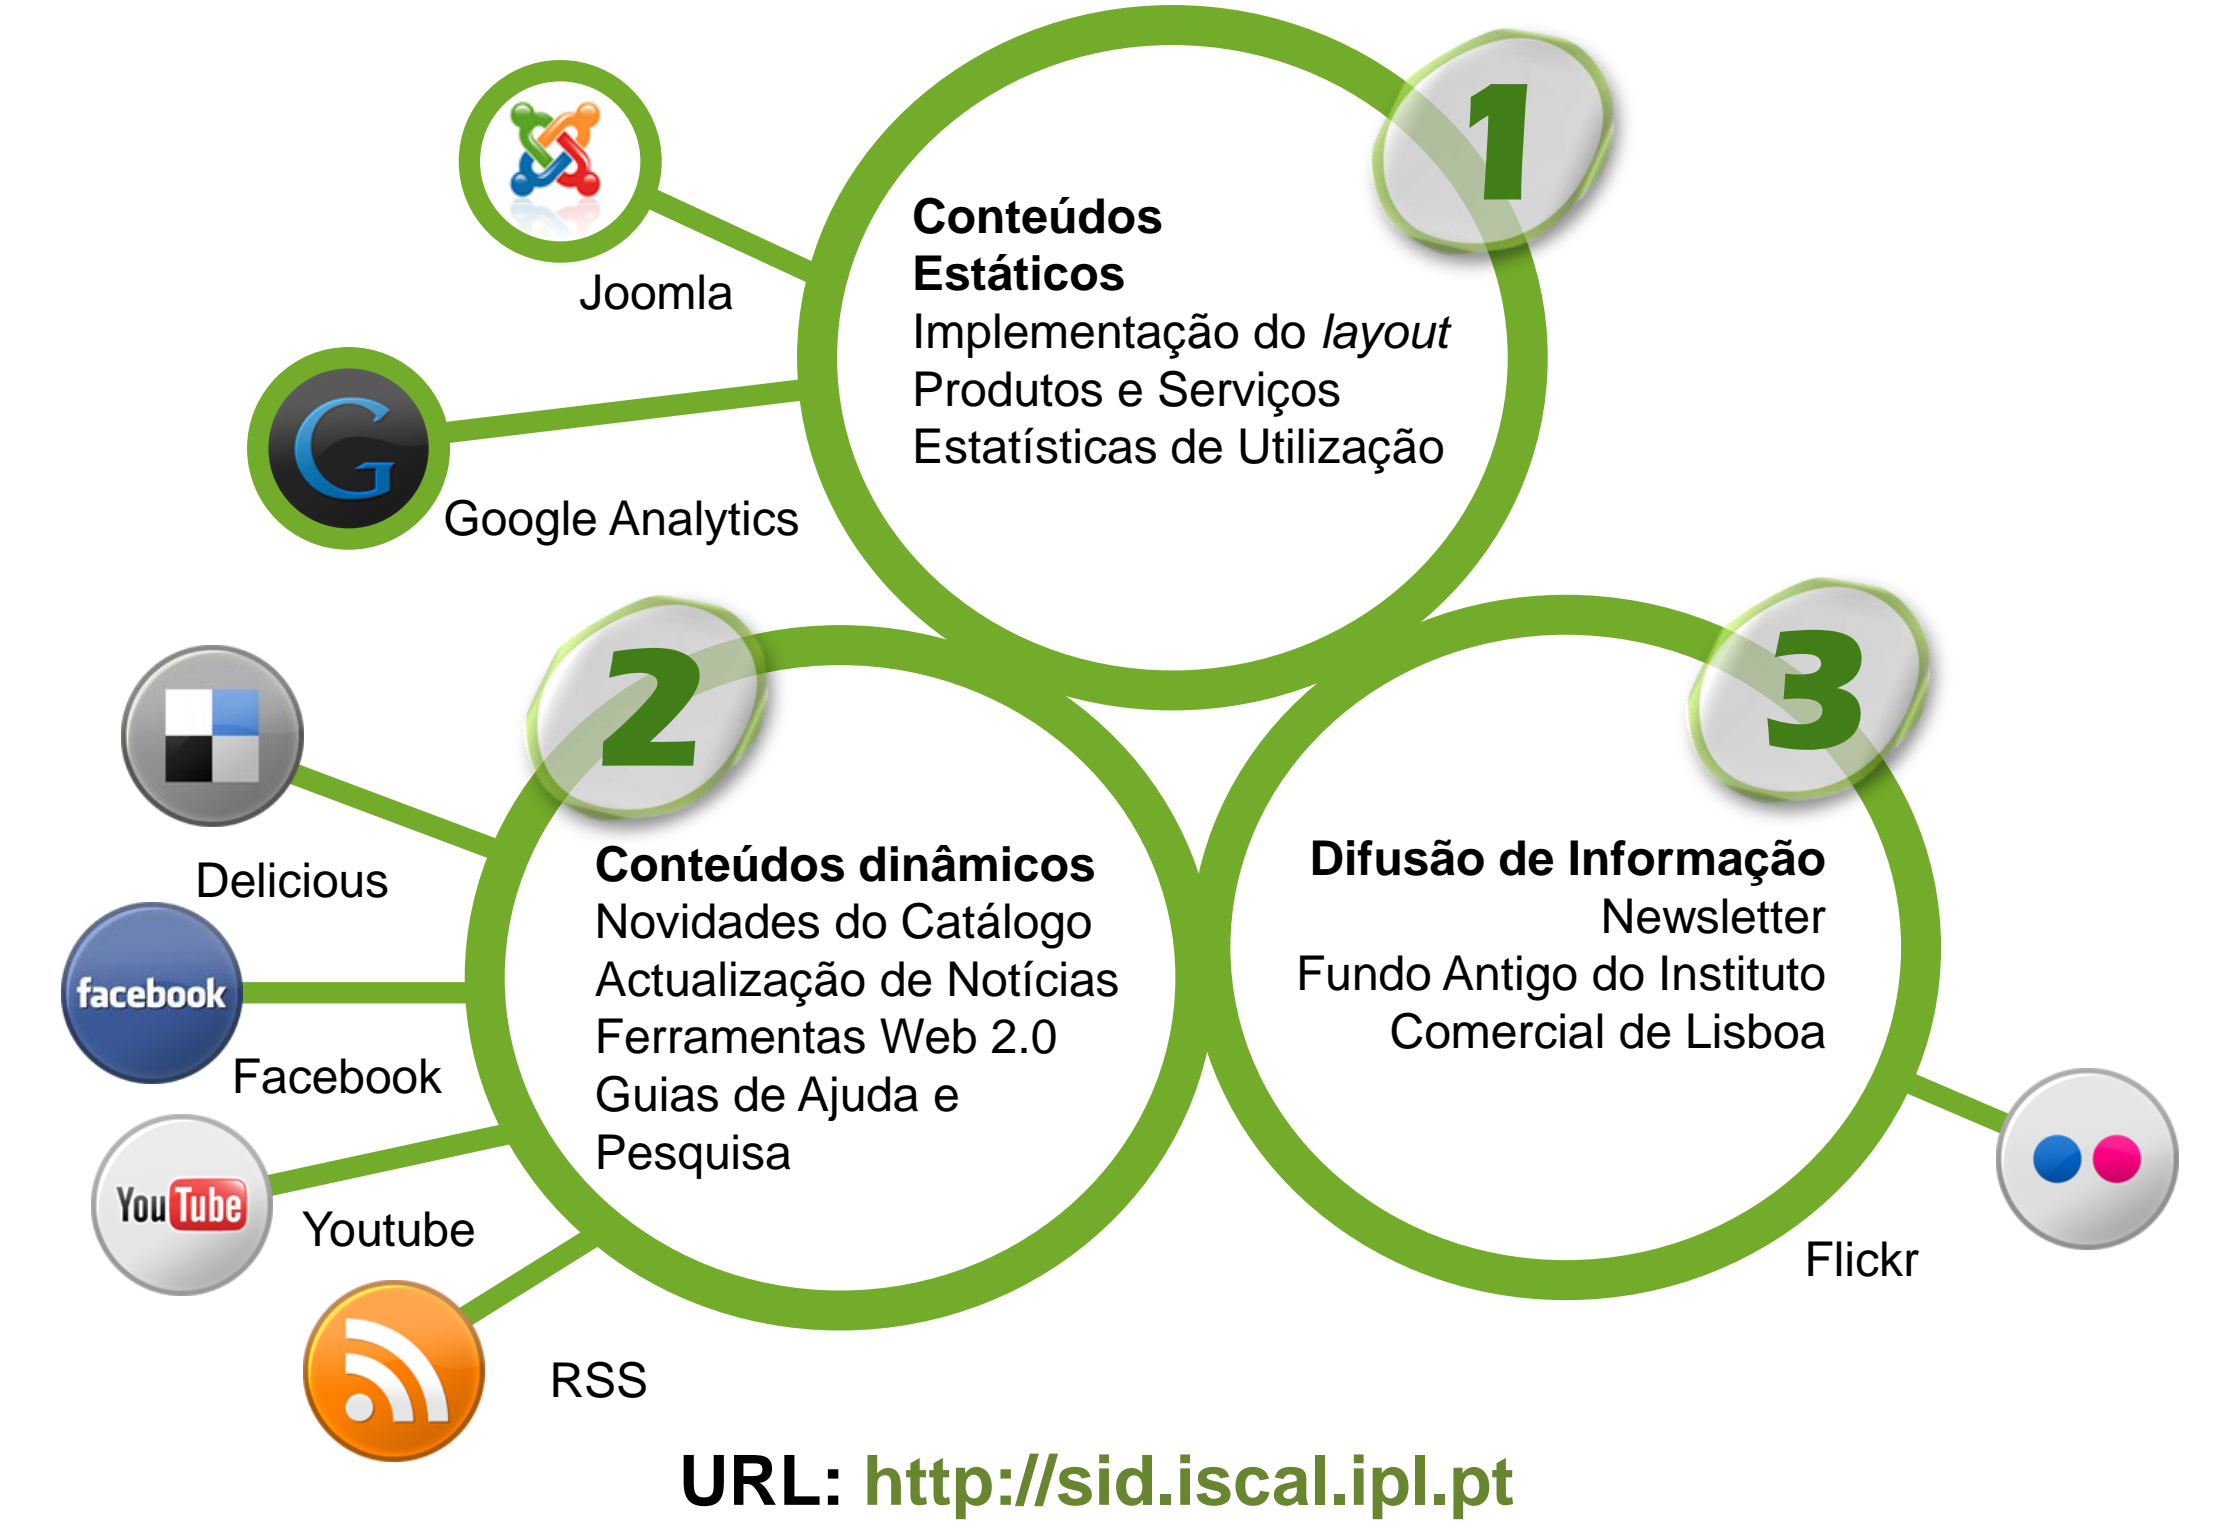 1
Conteúdos
Estáticos
Implementação do layout
Produtos e Serviços
Estatísticas de Utilização
Joomla
G
Google Analytics
2
Conteúdos dinâmicos
Novidades do Catálogo
Actualização de Notícias
Ferramentas Web 2.0
Guias de Ajuda e
Pesquisa
Delicious
facebook
Facebook
YouTube
Youtube
RSS
3
Difusão de Informação
Newsletter
Fundo Antigo do Instituto
Comercial de Lisboa
Flickr
URL: http://sid.iscal.ipl.pt